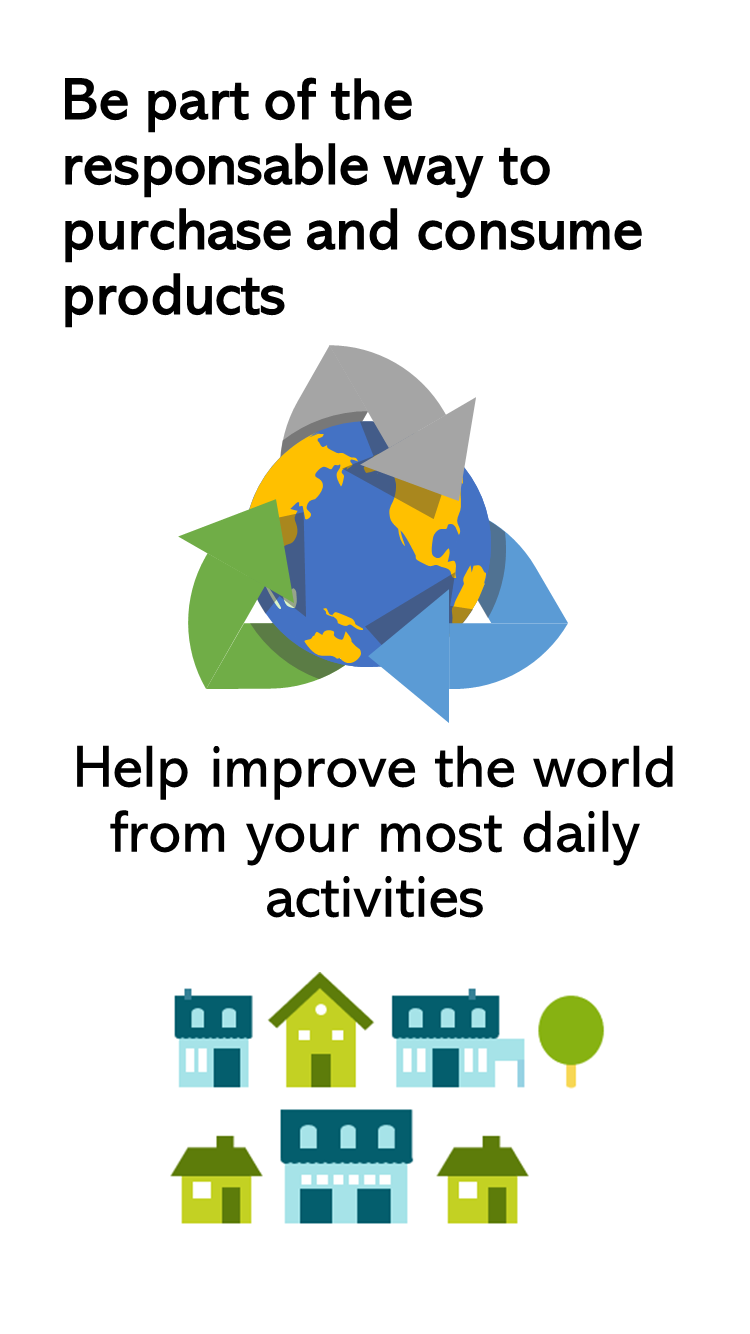 Be part of the
responsable way to
purchase and consume
products
Help improve the world
from your most daily
activities